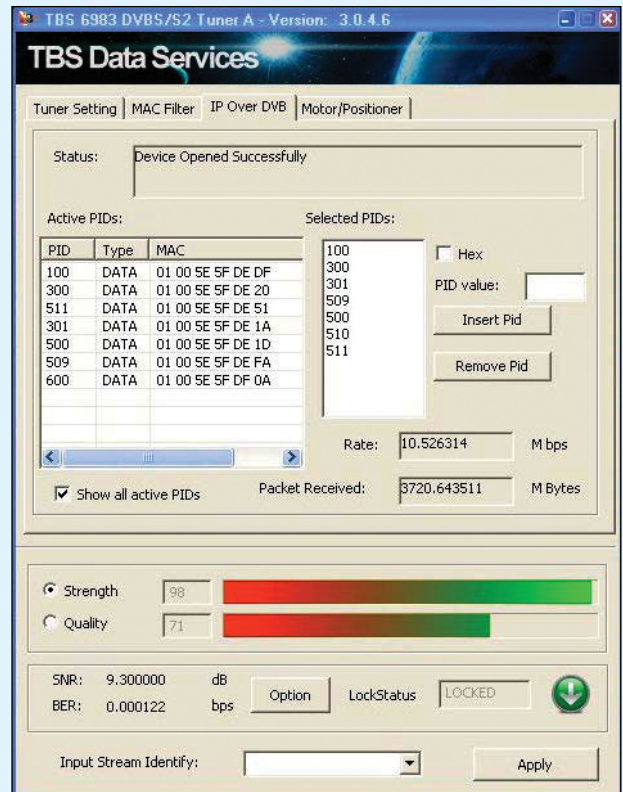 TBS 6983 DVBS/S2 Tuner A - Version: 3.0.4.6
TBS Data Services
Tuner Setting
MAC Filter
IP Over DVB
Motor/Positioner
Status: Device Opened Successfully
Active PIDs:
PID Type MAC
100 DATA 01 00 5E 5F DE DF
300 DATA 01 00 5E 5F DE 20
511 DATA 01 00 5E 5F DE 51
301 DATA 01 00 5E 5F DE 1A
500 DATA 01 00 5E 5F DE 1D
509 DATA 01 00 5E 5F DE FA
600 DATA 01 00 5E 5F DF 0A
Show all active PIDs
Selected PIDs:
100
300
301
509
500
510
511
Hex
PID value:
Insert Pid
Remove Pid
Rate: 10.526314 M bps
Packet Received: 3720.643511 M Bytes
Strength 98
Quality 71
SNR: 9.300000 dB
BER: 0.000122 bps
Option
LockStatus LOCKED
Input Stream Identify:
Apply